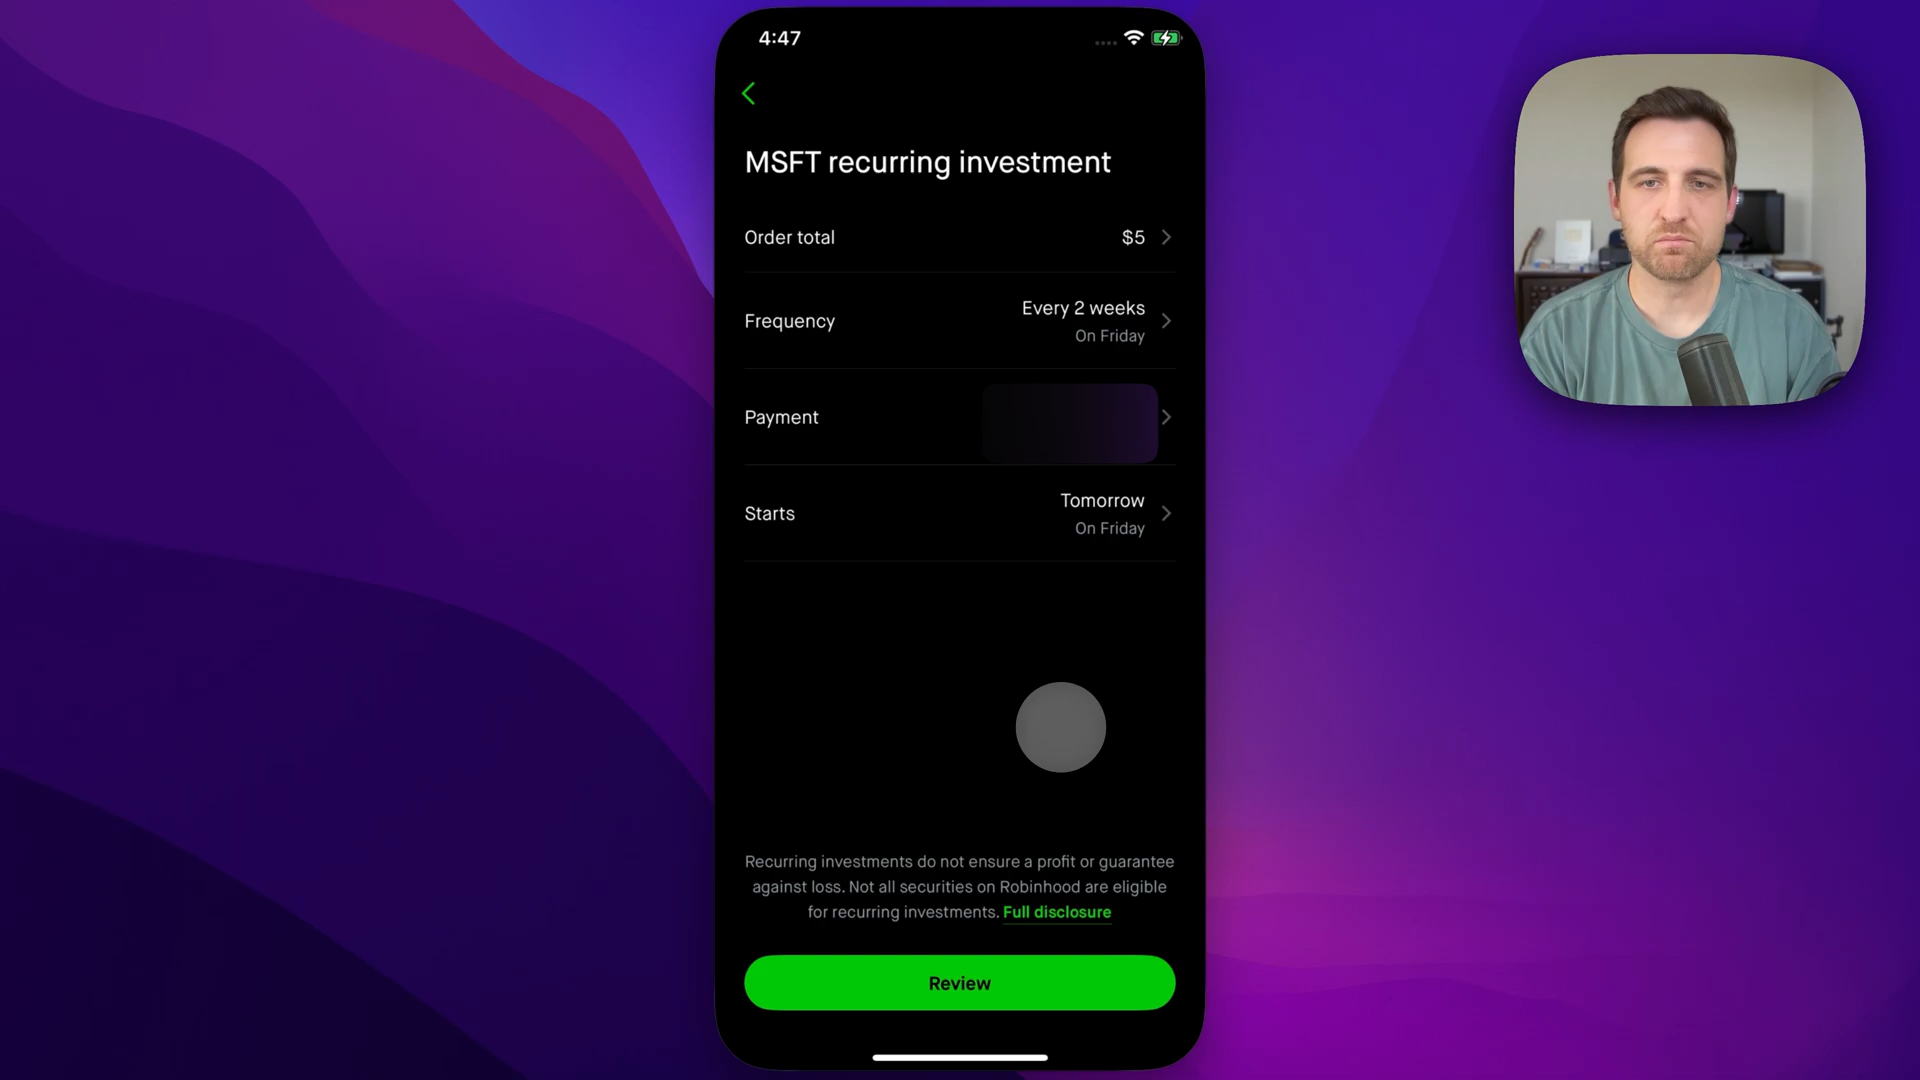 4:47
MSFT recurring investment
Order total
$5
Frequency
Every 2 weeks
On Friday
Payment
Starts
Tomorrow
On Friday
Recurring investments do not ensure a profit or guarantee
against loss. Not all securities on Robinhood are eligible
for recurring investments. Full disclosure
Review